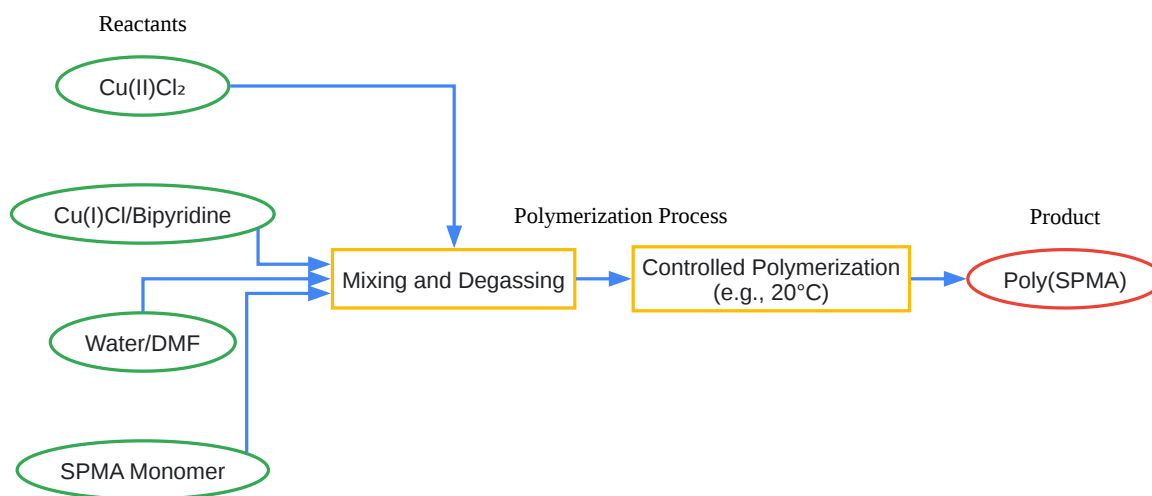 Reactants
Cu(II)Cl₂
Cu(I)Cl/Bipyridine
Polymerization Process
Product
Mixing and Degassing
Controlled Polymerization
(e.g., 20°C)
Poly(SPMA)
Water/DMF
SPMA Monomer